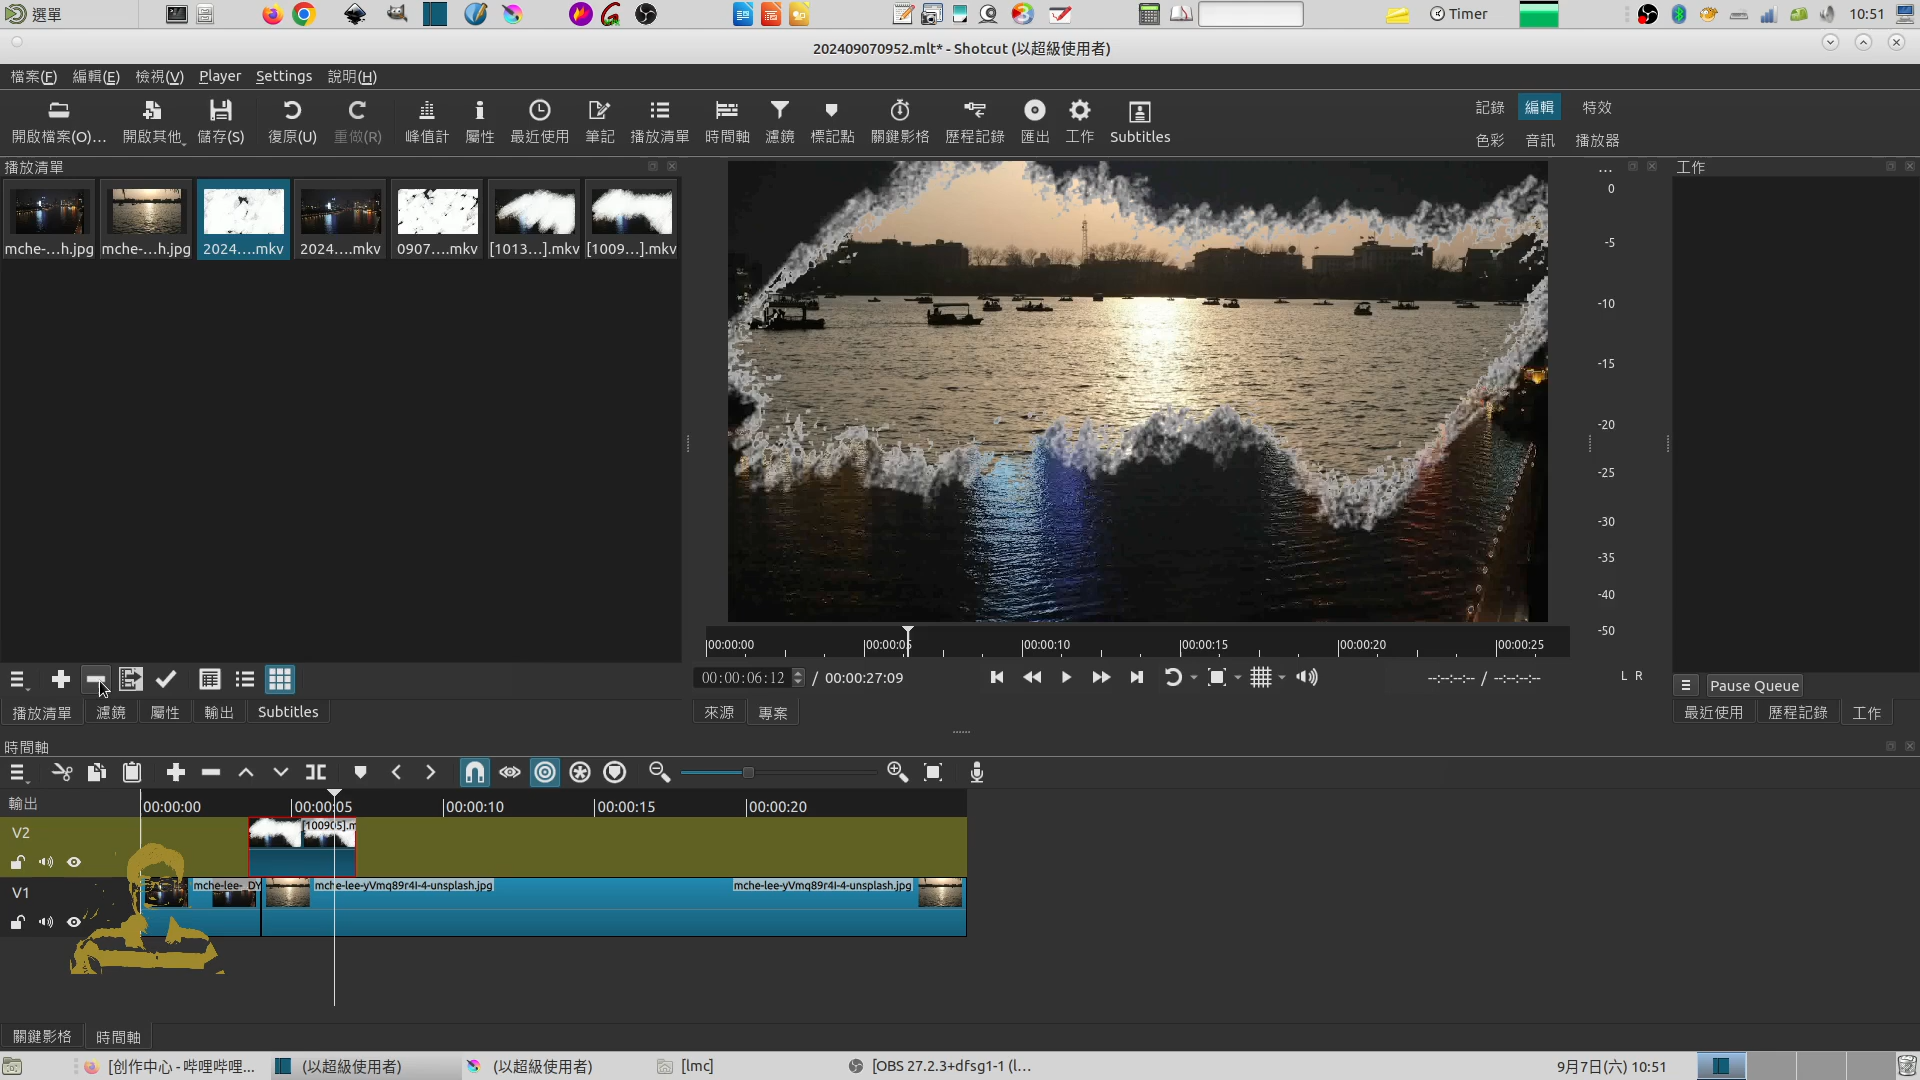 選單
Timer
10:51
202409070952.mlt* - Shotcut (以超級使用者)
檔案(F) 編輯(E) 檢視(V) Player Settings 說明(H)
開啟檔案(O)... 開啟其他 儲存(S) 復原(U) 重做(R) 峰值計 屬性 最近使用 筆記 播放清單 時間軸 濾鏡 標記點 關鍵影格 歷程記錄 匯出 工作 Subtitles
記錄 編輯 特效
色彩 音訊 播放器
播放清單
... 工作
mche-...h.jpg mche-...h.jpg 2024....mkv 2024....mkv 0907....mkv [1013...].mkv [1009...].mkv
0
-5
-10
-15
-20
-25
-30
-35
-40
-50
L R
00:00:00 00:00:05 00:00:10 00:00:15 00:00:20 00:00:25
00:00:06:12 / 00:00:27:09 --:--:--:-- / --:--:--:--
Pause Queue
播放清單 濾鏡 屬性 輸出 Subtitles
來源 專案
最近使用 歷程記錄 工作
時間軸
輸出 00:00:00 00:00:05 00:00:10 00:00:15 00:00:20
V2 [100905].m
V1 mche-lee-_DY mche-lee-yVmq89r4I-4-unsplash.jpg mche-lee-yVmq89r4I-4-unsplash.jpg
關鍵影格 時間軸
[创作中心 - 哔哩哔哩... (以超級使用者) (以超級使用者) [lmc] [OBS 27.2.3+dfsg1-1 (l... 9月7日(六) 10:51